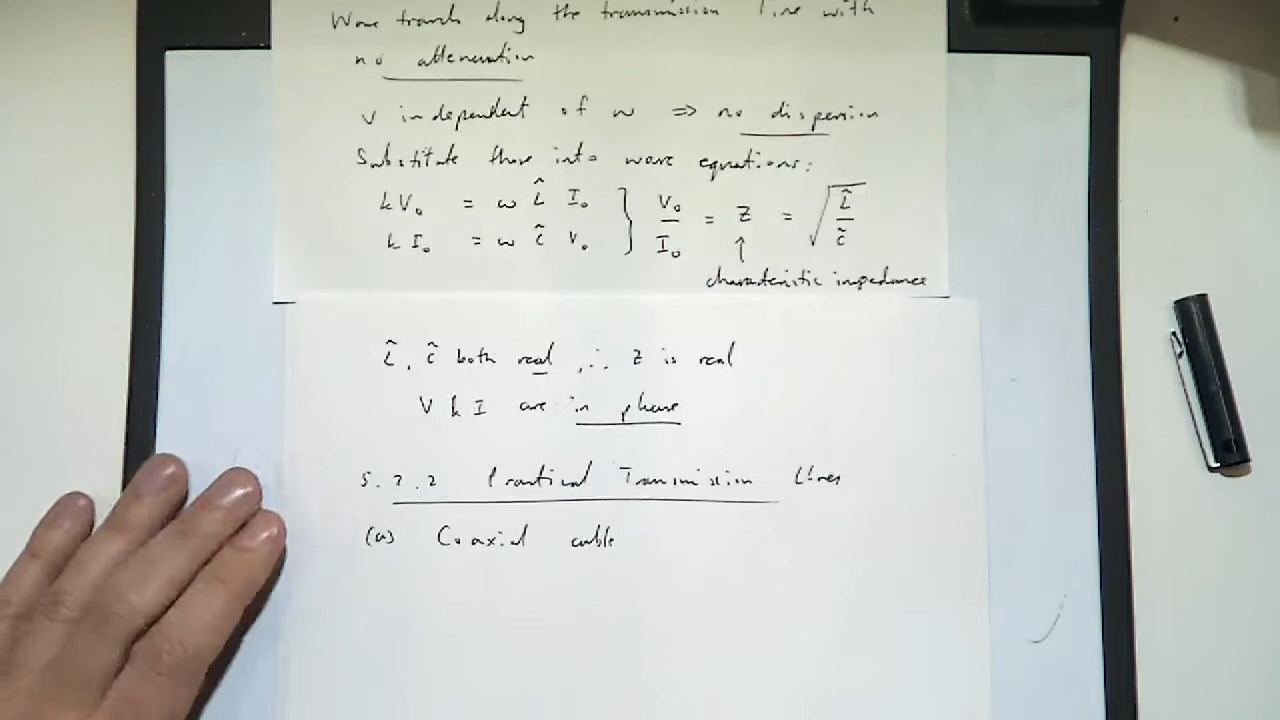 Wave travels along the transmission line with
no attenuation
v independent of ω ⇒ no dispersion
Substitute these into wave equations:
kV₀ = ω L̂ I₀ } V₀/I₀ = Z = √(L̂/C̃)
k I₀ = ω Ĉ V₀
↑
characteristic impedance
L̃, C̃ both real, ∴ Z is real
V & I are in phase
5.2.2 Practical Transmission Lines
(a) Coaxial cable